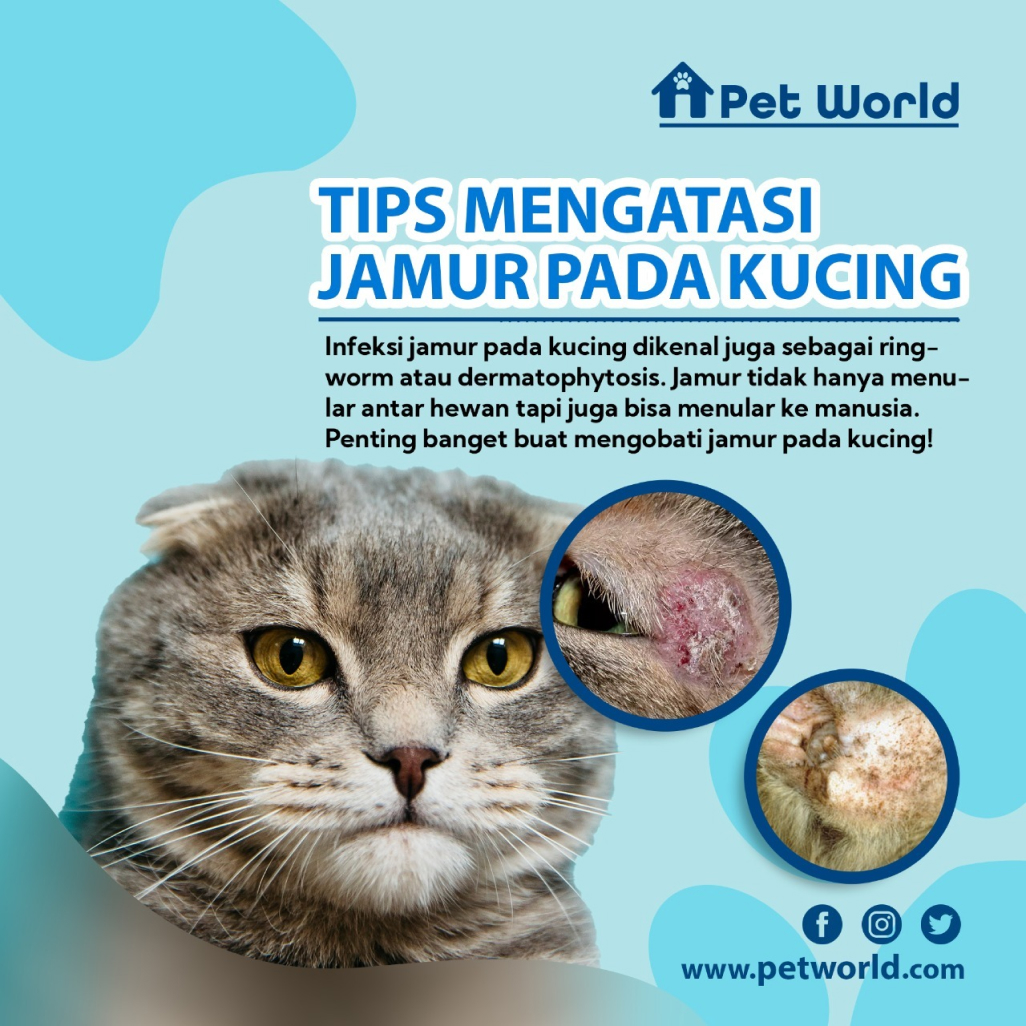 Pet World
TIPS MENGATASI
JAMUR PADA KUCING
Infeksi jamur pada kucing dikenal juga sebagai ring-
worm atau dermatophytosis. Jamur tidak hanya menu-
lar antar hewan tapi juga bisa menular ke manusia.
Penting banget buat mengobati jamur pada kucing!
www.petworld.com